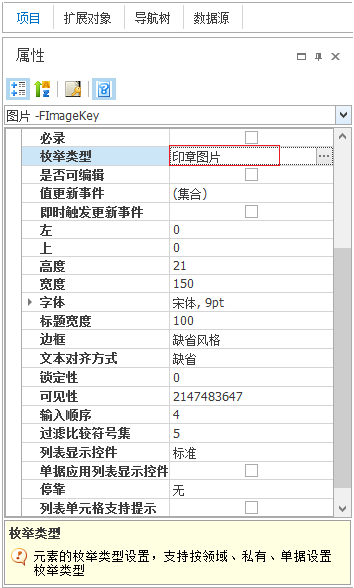 项目 扩展对象 导航树 数据源
属性
图片 -FImageKey
必录
枚举类型 印章图片 ...
是否可编辑
值更新事件 (集合)
即时触发更新事件
左 0
上 0
高度 21
宽度 150
字体 宋体, 9pt
标题宽度 100
边框 缺省风格
文本对齐方式 缺省
锁定性 0
可见性 2147483647
输入顺序 4
过滤比较符号集 5
列表显示控件 标准
单据应用列表显示控件
停靠 无
列表单元格支持提示
枚举类型
元素的枚举类型设置，支持按领域、私有、单据设置
枚举类型